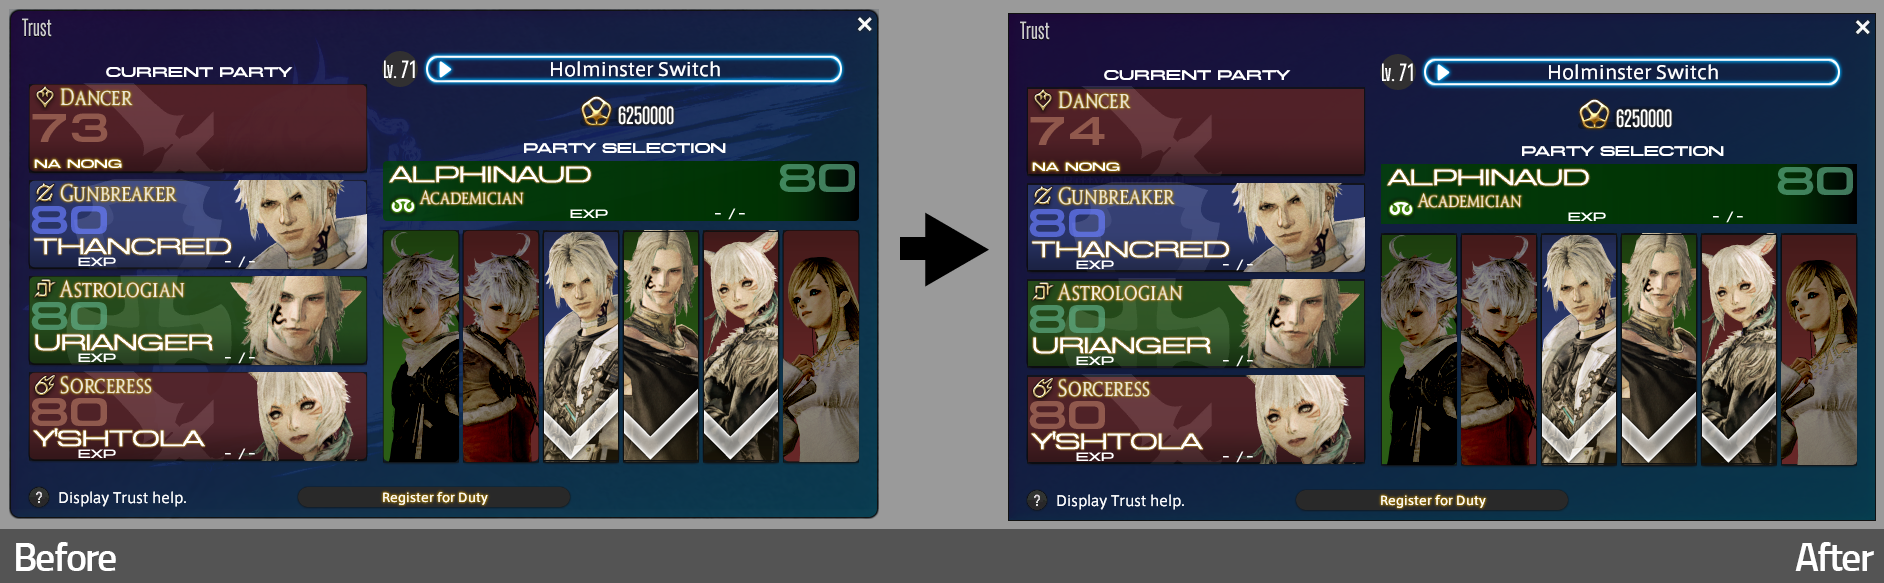 Trust
CURRENT PARTY
DANCER
73
NA NONG
GUNBREAKER
80
THANCRED
EXP - / -
ASTROLOGIAN
80
URIANGER
EXP - / -
SORCERESS
80
Y'SHTOLA
EXP - / -
? Display Trust help.
Lv. 71 Holminster Switch
6250000
PARTY SELECTION
ALPHINAUD 80
ACADEMICIAN
EXP - / -
Register for Duty
Trust
CURRENT PARTY
DANCER
74
NA NONG
GUNBREAKER
80
THANCRED
EXP - / -
ASTROLOGIAN
80
URIANGER
EXP - / -
SORCERESS
80
Y'SHTOLA
EXP - / -
? Display Trust help.
Lv. 71 Holminster Switch
6250000
PARTY SELECTION
ALPHINAUD 80
ACADEMICIAN
EXP - / -
Register for Duty
Before
After